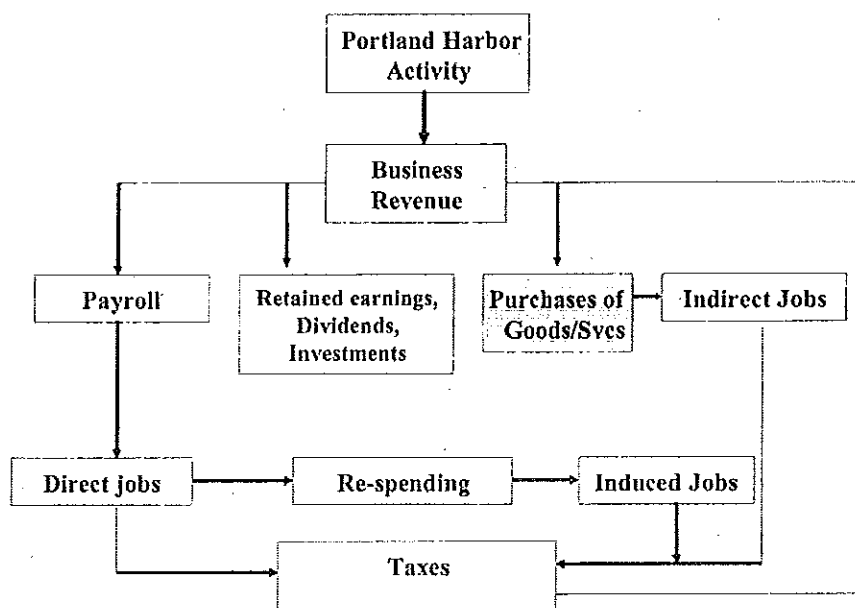 Portland Harbor
Activity
Business
Revenue
Payroll
Retained earnings,
Dividends,
Investments
Purchases of
Goods/Svcs
Indirect Jobs
Direct jobs
Re-spending
Induced Jobs
Taxes